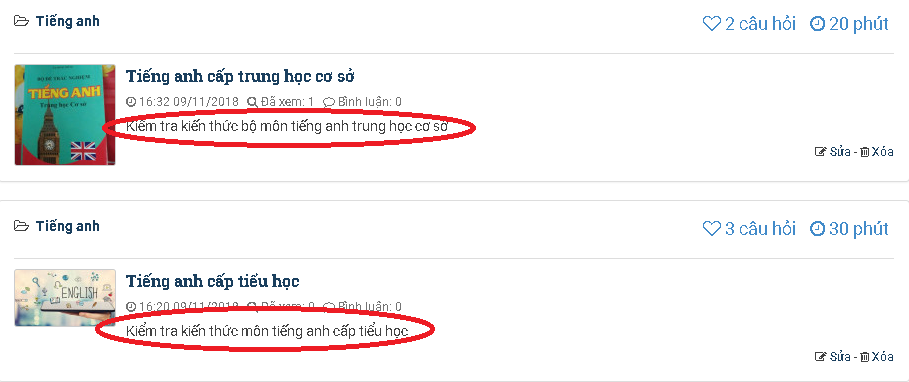 Tiếng anh
2 câu hỏi 20 phút
Tiếng anh cấp trung học cơ sở
16:32 09/11/2018 Đã xem: 1 Bình luận: 0
Kiểm tra kiến thức bộ môn tiếng anh trung học cơ sở
BỘ ĐỀ TRẮC NGHIỆM
TIẾNG ANH
Trung học Cơ sở
Sửa - Xóa
Tiếng anh
3 câu hỏi 30 phút
Tiếng anh cấp tiểu học
16:20 09/11/2018 Đã xem: 0 Bình luận: 0
Kiểm tra kiến thức môn tiếng anh cấp tiểu học
ENGLISH
Sửa - Xóa